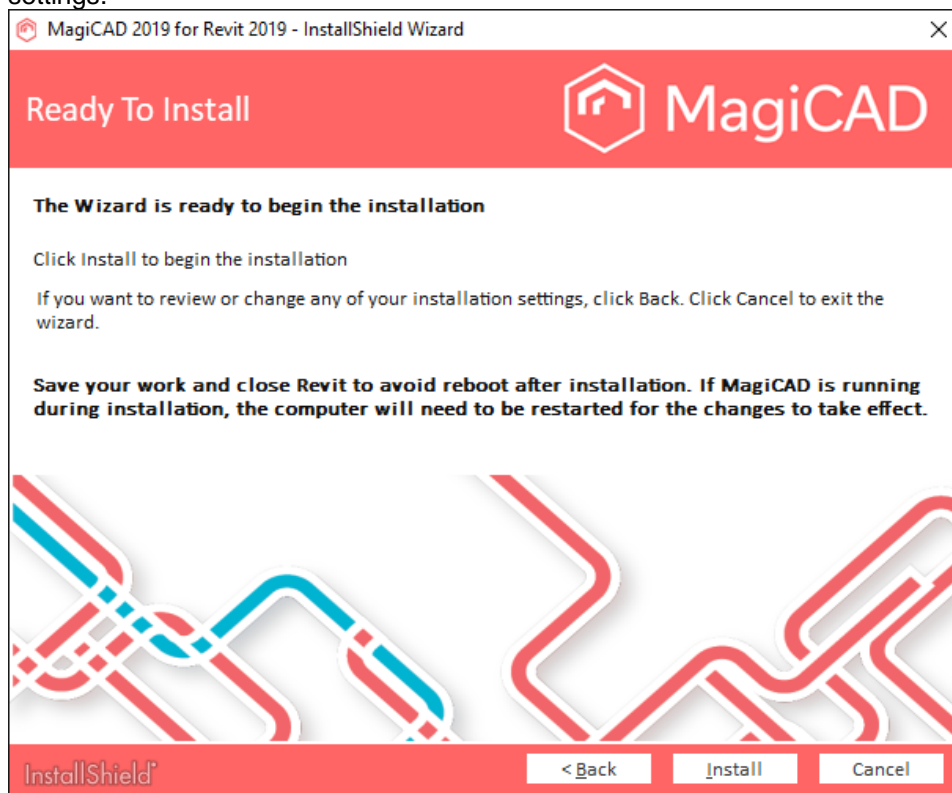 settings.
MagiCAD 2019 for Revit 2019 - InstallShield Wizard
Ready To Install
MagiCAD
The Wizard is ready to begin the installation
Click Install to begin the installation
If you want to review or change any of your installation settings, click Back. Click Cancel to exit the
wizard.
Save your work and close Revit to avoid reboot after installation. If MagiCAD is running
during installation, the computer will need to be restarted for the changes to take effect.
InstallShield
< Back Install Cancel